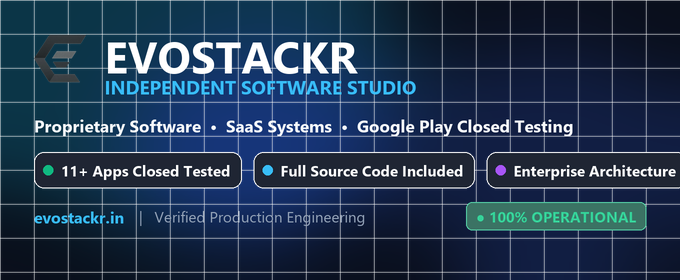 EVOSTACKR
INDEPENDENT SOFTWARE STUDIO
Proprietary Software • SaaS Systems • Google Play Closed Testing
11+ Apps Closed Tested Full Source Code Included Enterprise Architecture
evostackr.in | Verified Production Engineering ● 100% OPERATIONAL